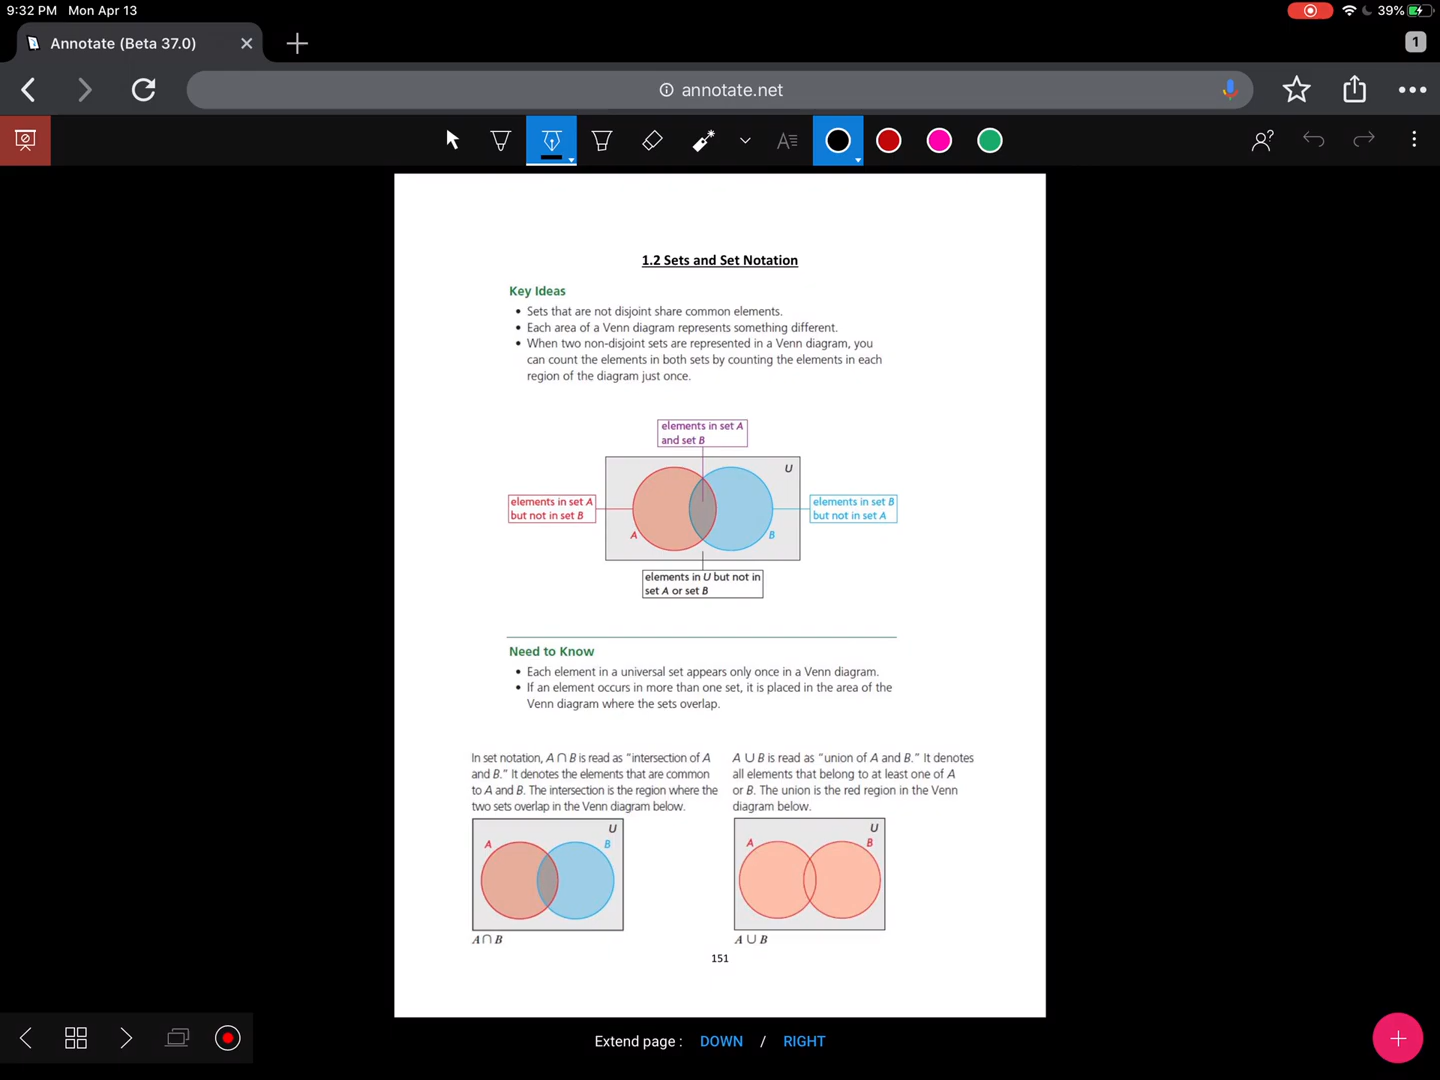 9:32 PM Mon Apr 13
39%
Annotate (Beta 37.0)
1
annotate.net
1.2 Sets and Set Notation
Key Ideas
• Sets that are not disjoint share common elements.
• Each area of a Venn diagram represents something different.
• When two non-disjoint sets are represented in a Venn diagram, you
can count the elements in both sets by counting the elements in each
region of the diagram just once.
elements in set A
and set B
U
elements in set A
but not in set B
elements in set B
but not in set A
A
B
elements in U but not in
set A or set B
Need to Know
• Each element in a universal set appears only once in a Venn diagram.
• If an element occurs in more than one set, it is placed in the area of the
Venn diagram where the sets overlap.
In set notation, A ∩ B is read as “intersection of A
and B.” It denotes the elements that are common
to A and B. The intersection is the region where the
two sets overlap in the Venn diagram below.
U
A
B
A ∩ B
A ∪ B is read as “union of A and B.” It denotes
all elements that belong to at least one of A
or B. The union is the red region in the Venn
diagram below.
U
A
B
A ∪ B
151
Extend page : DOWN / RIGHT